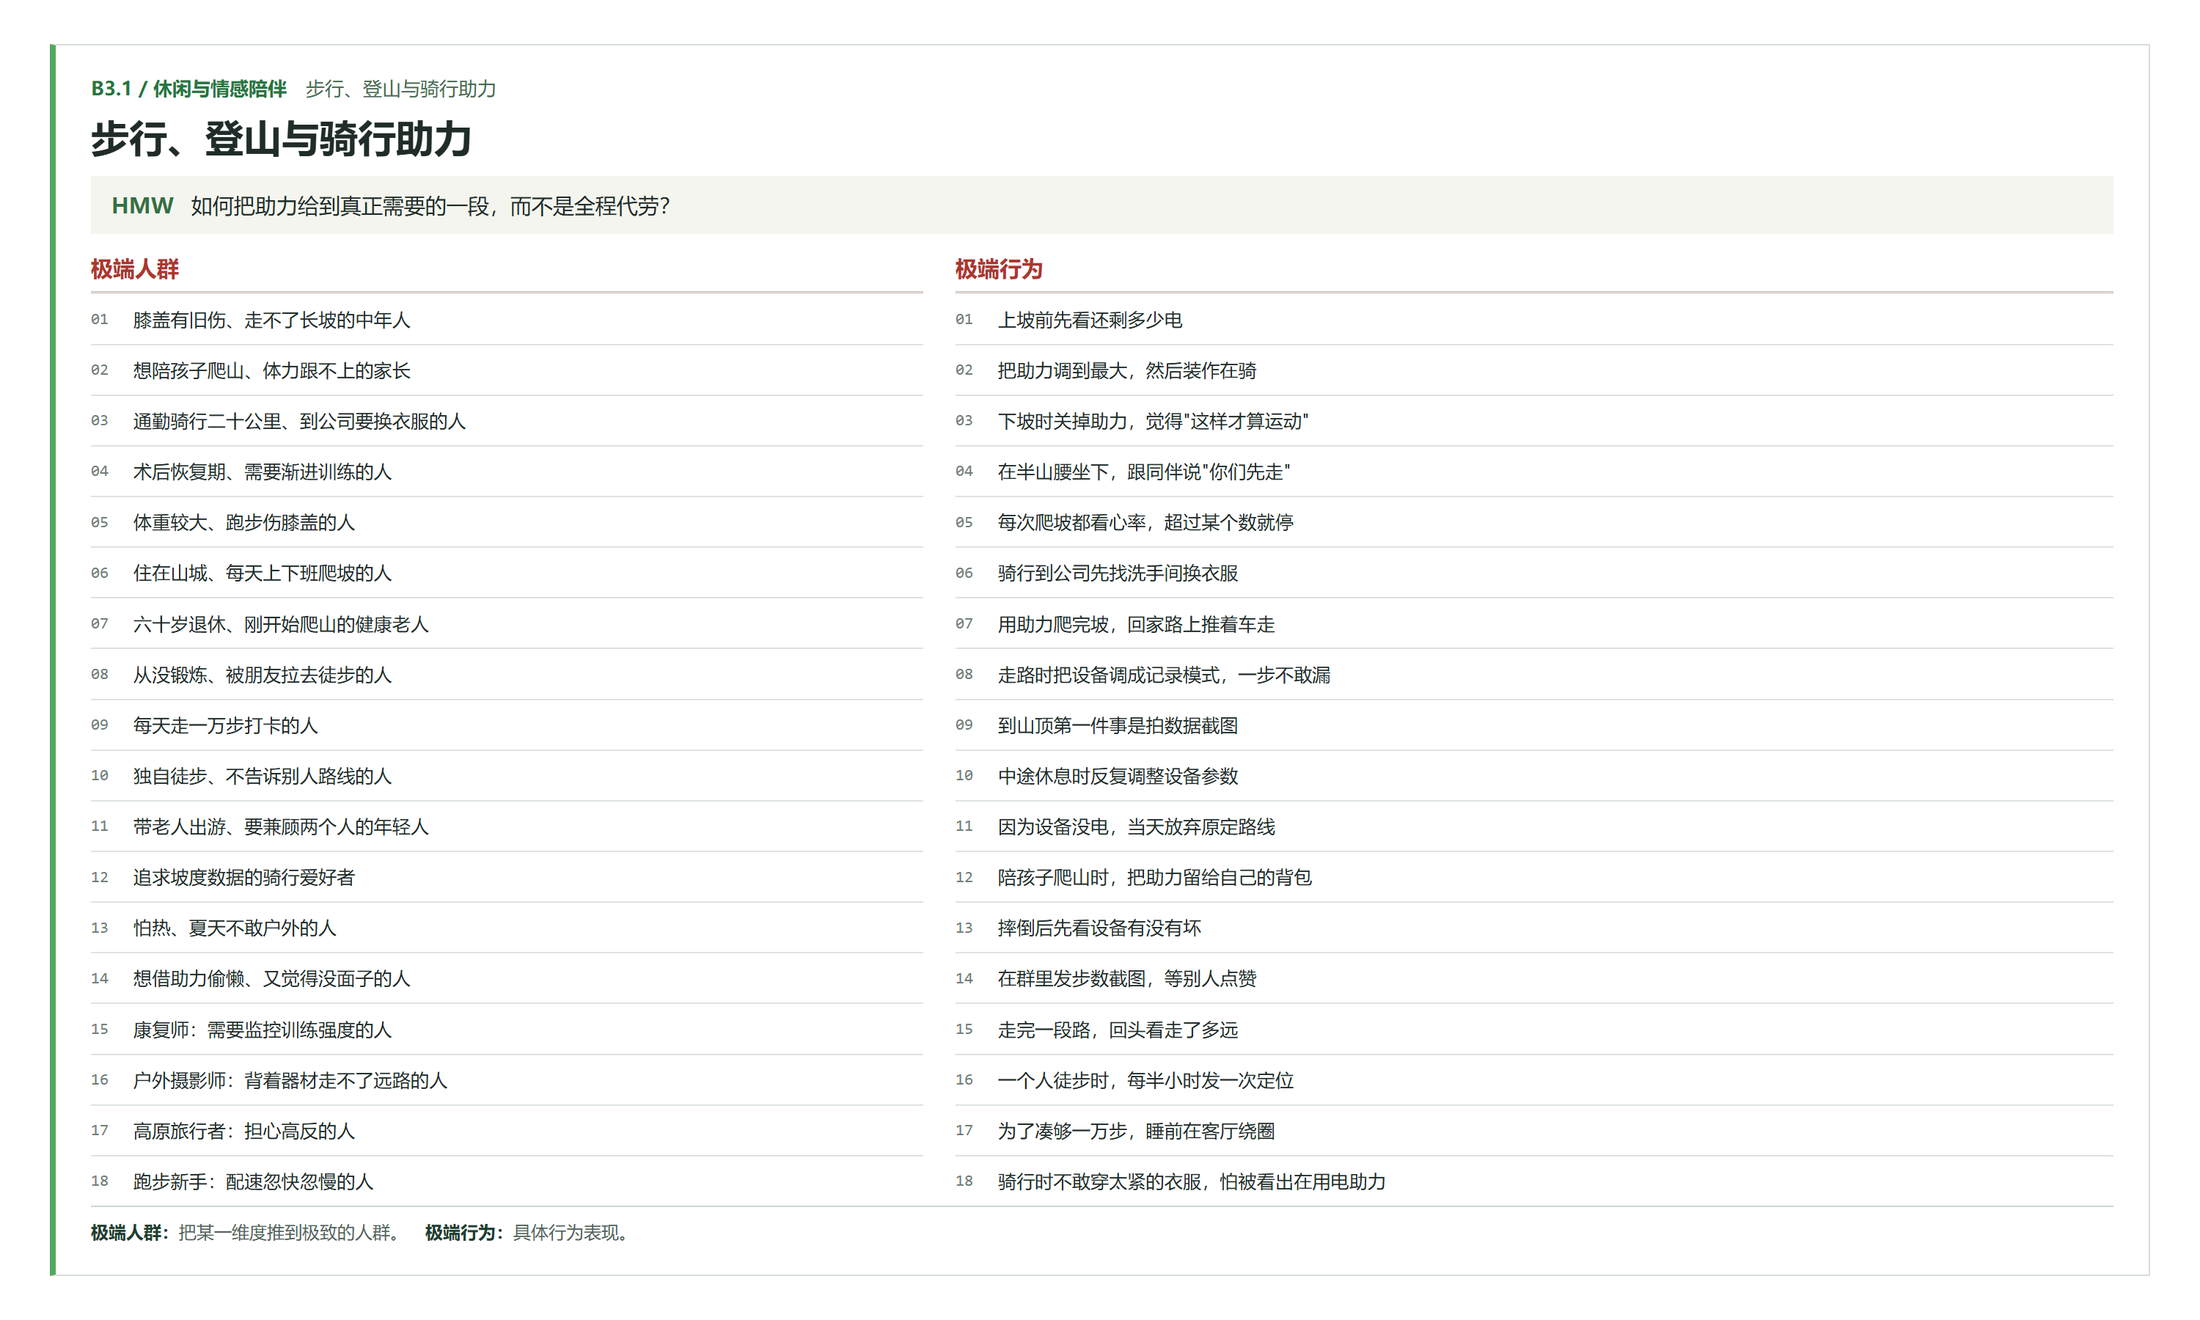 B3.1 / 休闲与情感陪伴 步行、登山与骑行助力
步行、登山与骑行助力
HMW 如何把助力给到真正需要的一段，而不是全程代劳？
极端人群
01 膝盖有旧伤、走不了长坡的中年人
02 想陪孩子爬山、体力跟不上的家长
03 通勤骑行二十公里、到公司要换衣服的人
04 术后恢复期、需要渐进训练的人
05 体重较大、跑步伤膝盖的人
06 住在山城、每天上下班爬坡的人
07 六十岁退休、刚开始爬山的健康老人
08 从没锻炼、被朋友拉去徒步的人
09 每天走一万步打卡的人
10 独自徒步、不告诉别人路线的人
11 带老人出游、要兼顾两个人的年轻人
12 追求坡度数据的骑行爱好者
13 怕热、夏天不敢户外的人
14 想借助力偷懒、又觉得没面子的人
15 康复师：需要监控训练强度的人
16 户外摄影师：背着器材走不了远路的人
17 高原旅行者：担心高反的人
18 跑步新手：配速忽快忽慢的人
极端行为
01 上坡前先看还剩多少电
02 把助力调到最大，然后装作在骑
03 下坡时关掉助力，觉得"这样才算运动"
04 在半山腰坐下，跟同伴说"你们先走"
05 每次爬坡都看心率，超过某个数就停
06 骑行到公司先找洗手间换衣服
07 用助力爬完坡，回家路上推着车走
08 走路时把设备调成记录模式，一步不敢漏
09 到山顶第一件事是拍数据截图
10 中途休息时反复调整设备参数
11 因为设备没电，当天放弃原定路线
12 陪孩子爬山时，把助力留给自己的背包
13 摔倒后先看设备有没有坏
14 在群里发步数截图，等别人点赞
15 走完一段路，回头看走了多远
16 一个人徒步时，每半小时发一次定位
17 为了凑够一万步，睡前在客厅绕圈
18 骑行时不敢穿太紧的衣服，怕被看出在用电助力
极端人群：把某一维度推到极致的人群。 极端行为：具体行为表现。